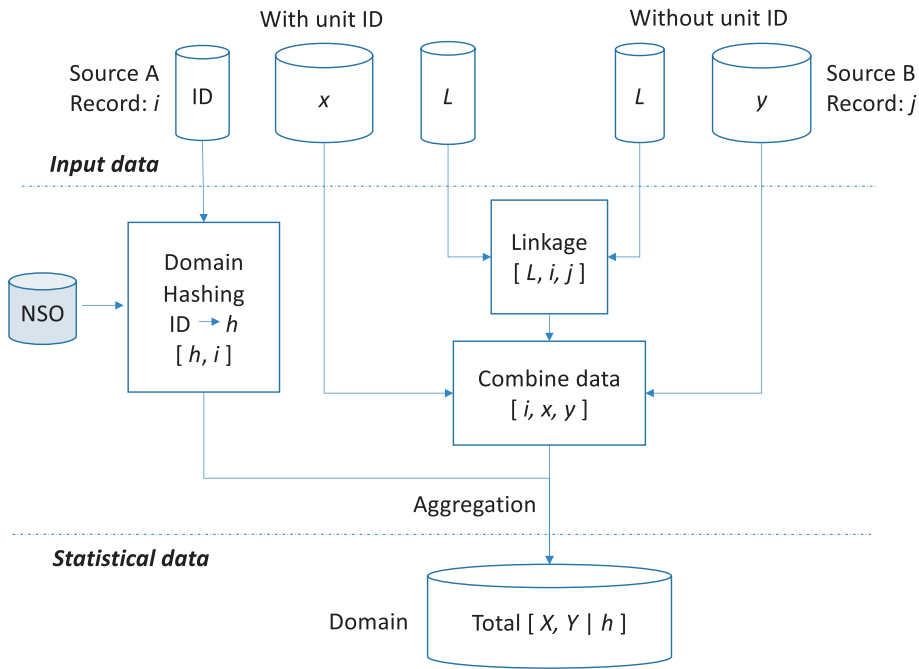 With unit ID
Without unit ID
Source A
Record: i
ID
x
L
L
y
Source B
Record: j
Input data
Domain
Hashing
ID → h
[ h, i ]
NSO
Linkage
[ L, i, j ]
Combine data
[ i, x, y ]
Aggregation
Statistical data
Domain
Total [ X, Y | h ]